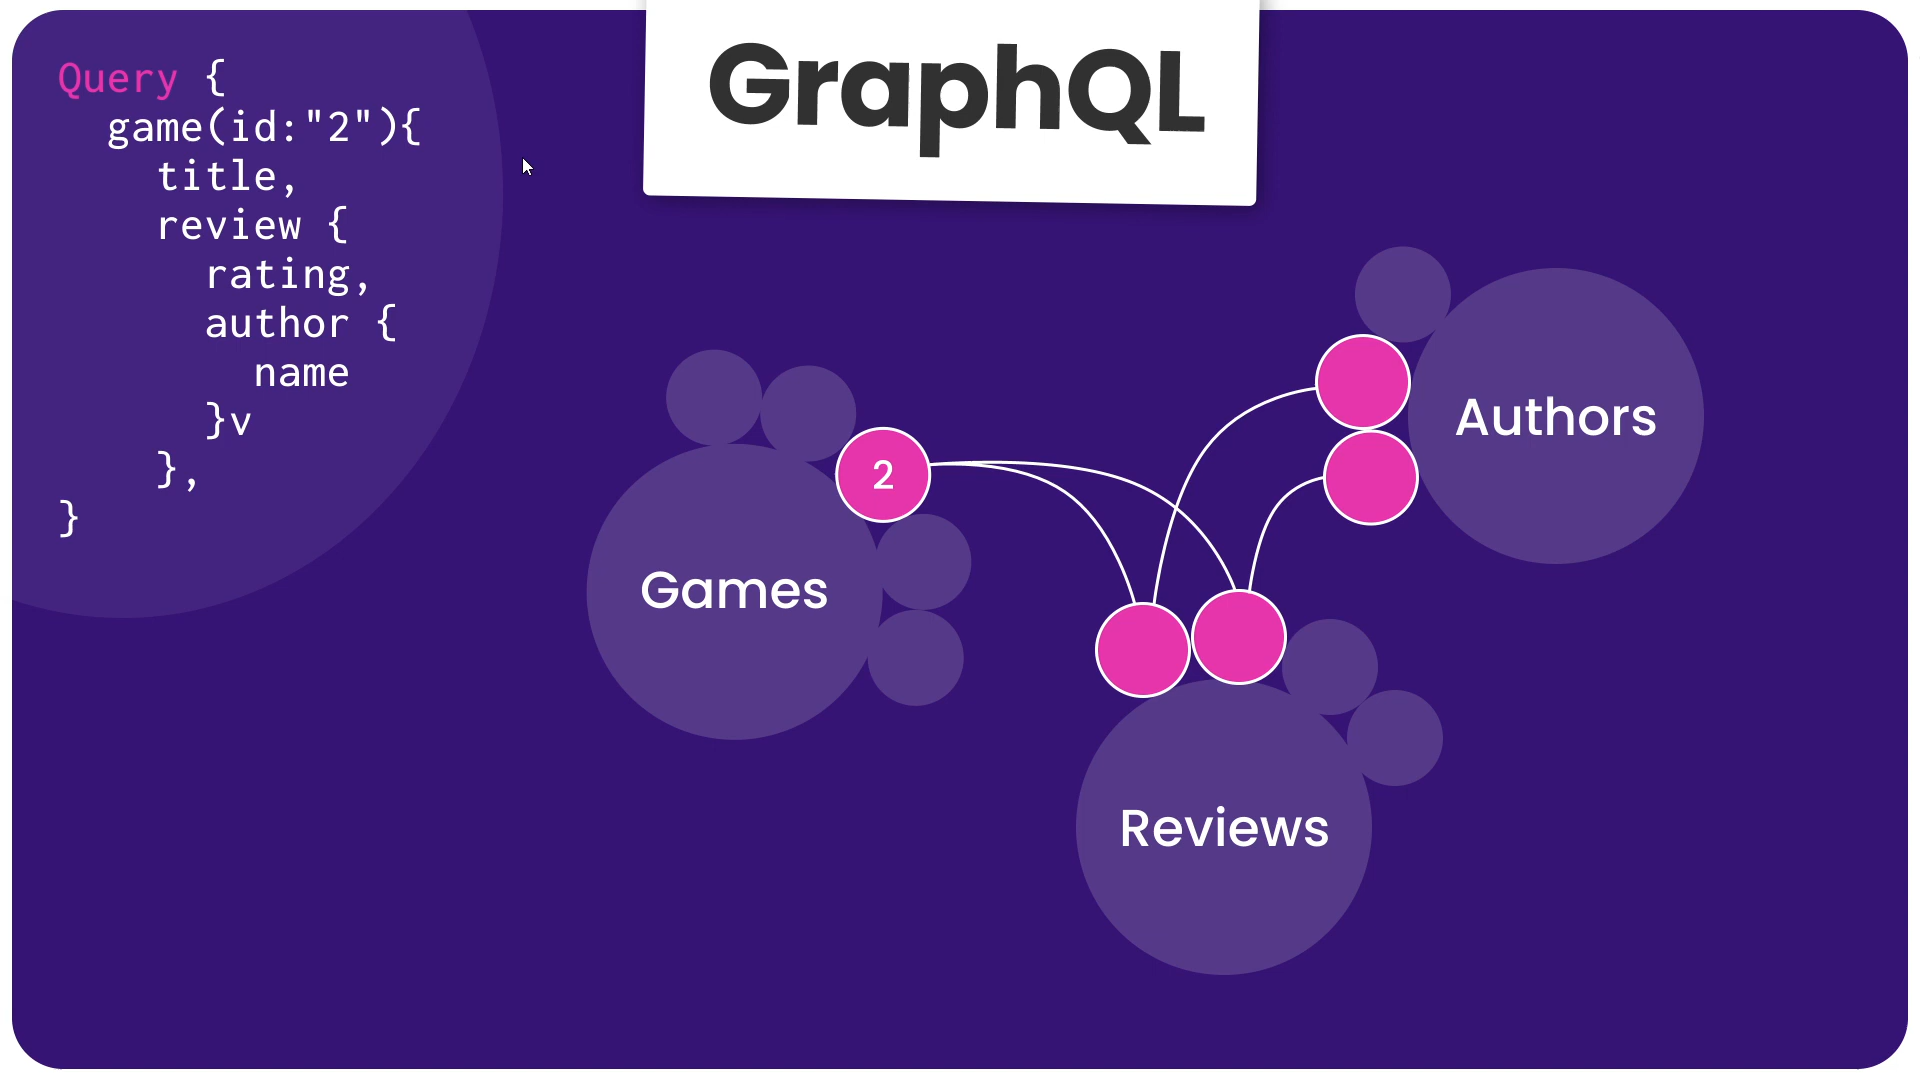 GraphQL
Query {
game(id:"2"){
title,
review {
rating,
author {
name
}v
},
}
2
Authors
Games
Reviews